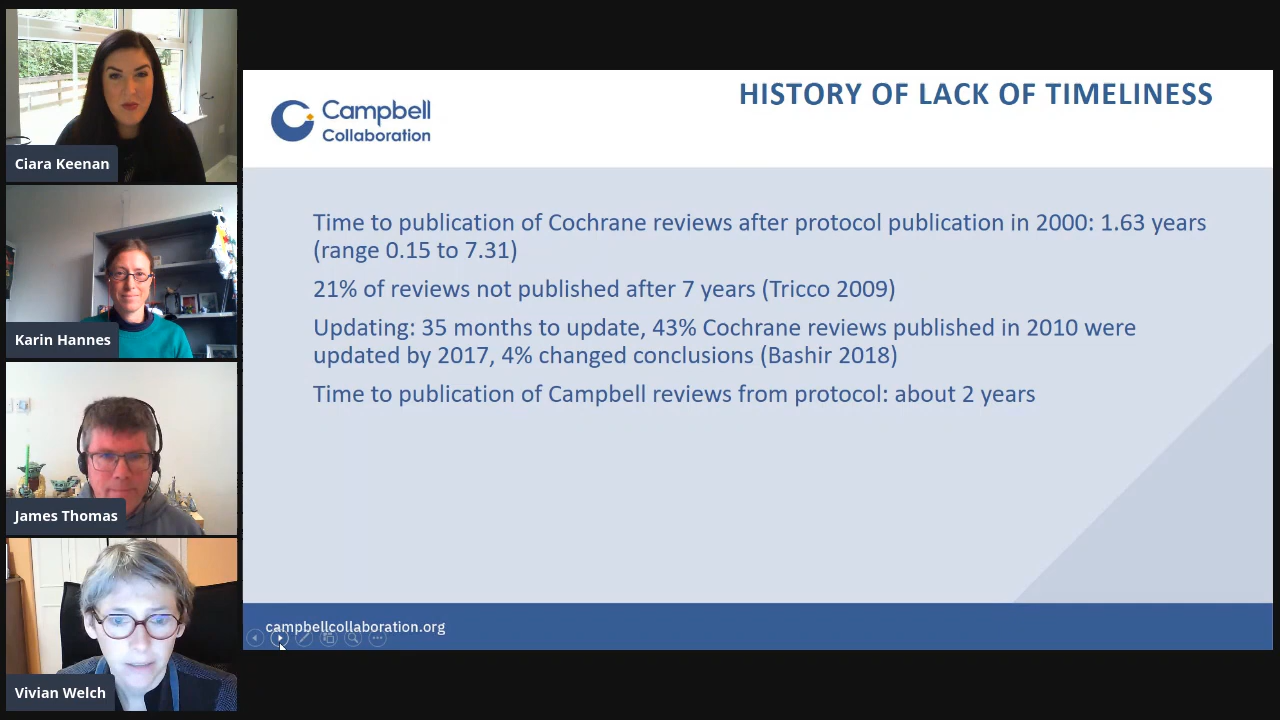 Ciara Keenan
Karin Hannes
James Thomas
Vivian Welch
Campbell
Collaboration
HISTORY OF LACK OF TIMELINESS
Time to publication of Cochrane reviews after protocol publication in 2000: 1.63 years
(range 0.15 to 7.31)
21% of reviews not published after 7 years (Tricco 2009)
Updating: 35 months to update, 43% Cochrane reviews published in 2010 were
updated by 2017, 4% changed conclusions (Bashir 2018)
Time to publication of Campbell reviews from protocol: about 2 years
campbellcollaboration.org